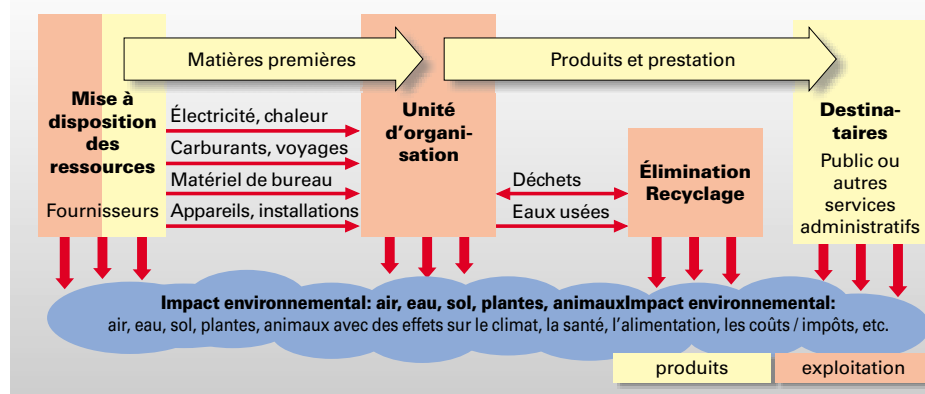 Matières premières
Produits et prestation
Mise à
disposition
des
ressources
Fournisseurs
Électricité, chaleur
Carburants, voyages
Matériel de bureau
Appareils, installations
Unité
d'organi-
sation
Déchets
Eaux usées
Élimination
Recyclage
Destina-
taires
Public ou
autres
services
administratifs
Impact environnemental: air, eau, sol, plantes, animauxImpact environnemental:
air, eau, sol, plantes, animaux avec des effets sur le climat, la santé, l'alimentation, les coûts / impôts, etc.
produits
exploitation